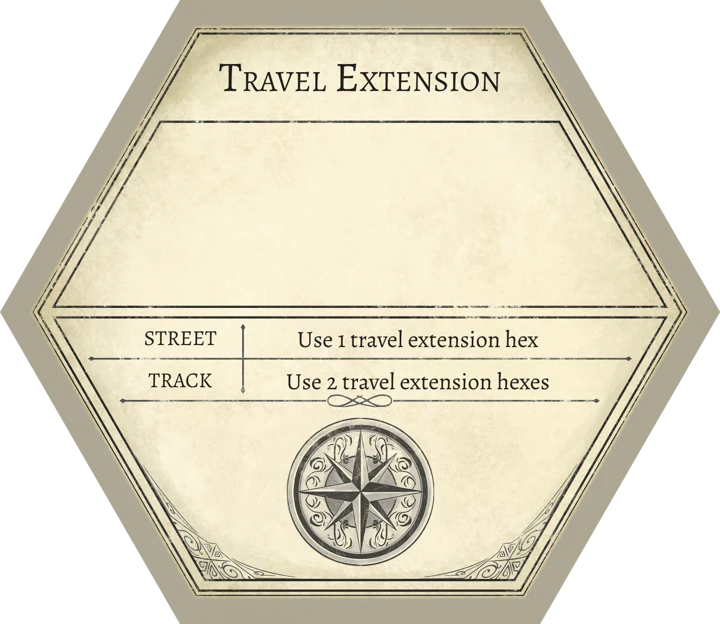 Travel Extension
STREET Use 1 travel extension hex
TRACK Use 2 travel extension hexes